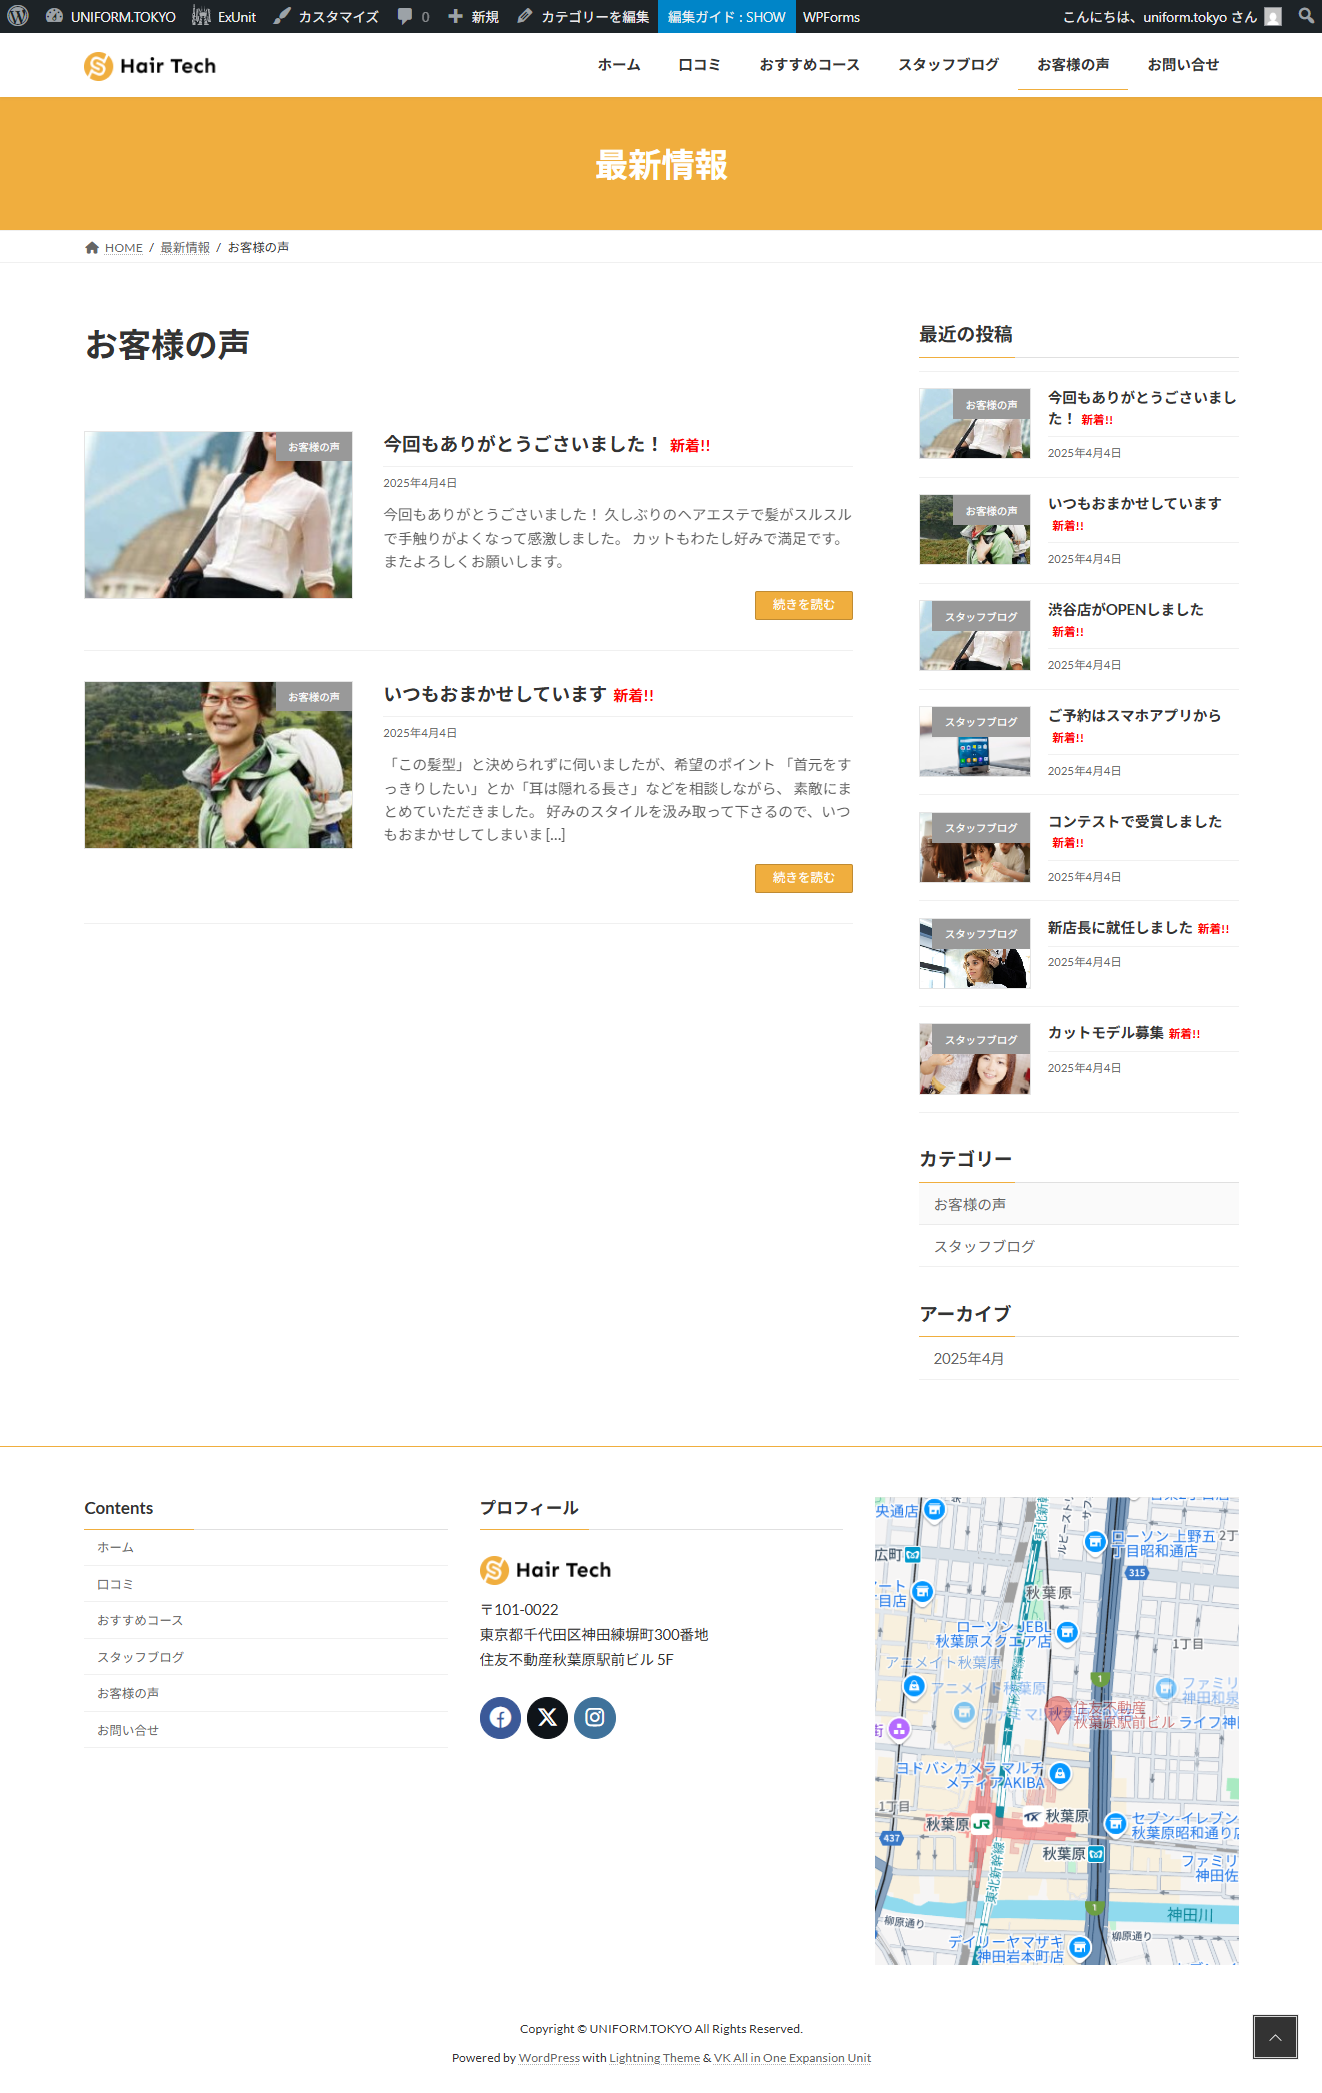 UNIFORM.TOKYO ExUnit カスタマイズ 0 新規 カテゴリーを編集 編集ガイド : SHOW WPForms こんにちは、uniform.tokyo さん
Hair Tech ホーム 口コミ おすすめコース スタッフブログ お客様の声 お問い合せ
最新情報
HOME / 最新情報 / お客様の声
お客様の声
お客様の声
今回もありがとうごさいました！ 新着!!
2025年4月4日
今回もありがとうごさいました！ 久しぶりのヘアエステで髪がスルスル
で手触りがよくなって感激しました。 カットもわたし好みで満足です。
またよろしくお願いします。
続きを読む
お客様の声
いつもおまかせしています 新着!!
2025年4月4日
「この髪型」と決められずに伺いましたが、希望のポイント 「首元をす
っきりしたい」とか「耳は隠れる長さ」などを相談しながら、 素敵にま
とめていただきました。 好みのスタイルを汲み取って下さるので、いつ
もおまかせしてしまいま [...]
続きを読む
最近の投稿
お客様の声
今回もありがとうごさいまし
た！ 新着!!
2025年4月4日
お客様の声
いつもおまかせしています
新着!!
2025年4月4日
スタッフブログ
渋谷店がOPENしました
新着!!
2025年4月4日
スタッフブログ
ご予約はスマホアプリから
新着!!
2025年4月4日
スタッフブログ
コンテストで受賞しました
新着!!
2025年4月4日
スタッフブログ
新店長に就任しました 新着!!
2025年4月4日
スタッフブログ
カットモデル募集 新着!!
2025年4月4日
カテゴリー
お客様の声
スタッフブログ
アーカイブ
2025年4月
Contents
ホーム
口コミ
おすすめコース
スタッフブログ
お客様の声
お問い合せ
プロフィール
Hair Tech
〒101-0022
東京都千代田区神田練塀町300番地
住友不動産秋葉原駅前ビル 5F
央通店
東北新幹
ローソン 上野五
丁目昭和通店
2丁
広町
315
ート
丁目店
秋葉原
ローソン JEBL
秋葉原スクエア店
1丁目
アニメイト秋葉原
1
アニメイド秋葉原
ファミリ
神田和泉
住友不動産
秋葉原駅前ビル
ライフ神
街
ヨドバシカメラ マルチ
メディアAKIBA
1丁目
秋葉原 JR
TX 秋葉原
セブン-イレブン
秋葉原昭和通り店
437
秋葉原
ファミリ
神田佐
東北新幹線
1
神田川
柳原通り
柳原通り
デイリーヤマザキ
神田岩本町店
Copyright © UNIFORM.TOKYO All Rights Reserved.
Powered by WordPress with Lightning Theme & VK All in One Expansion Unit